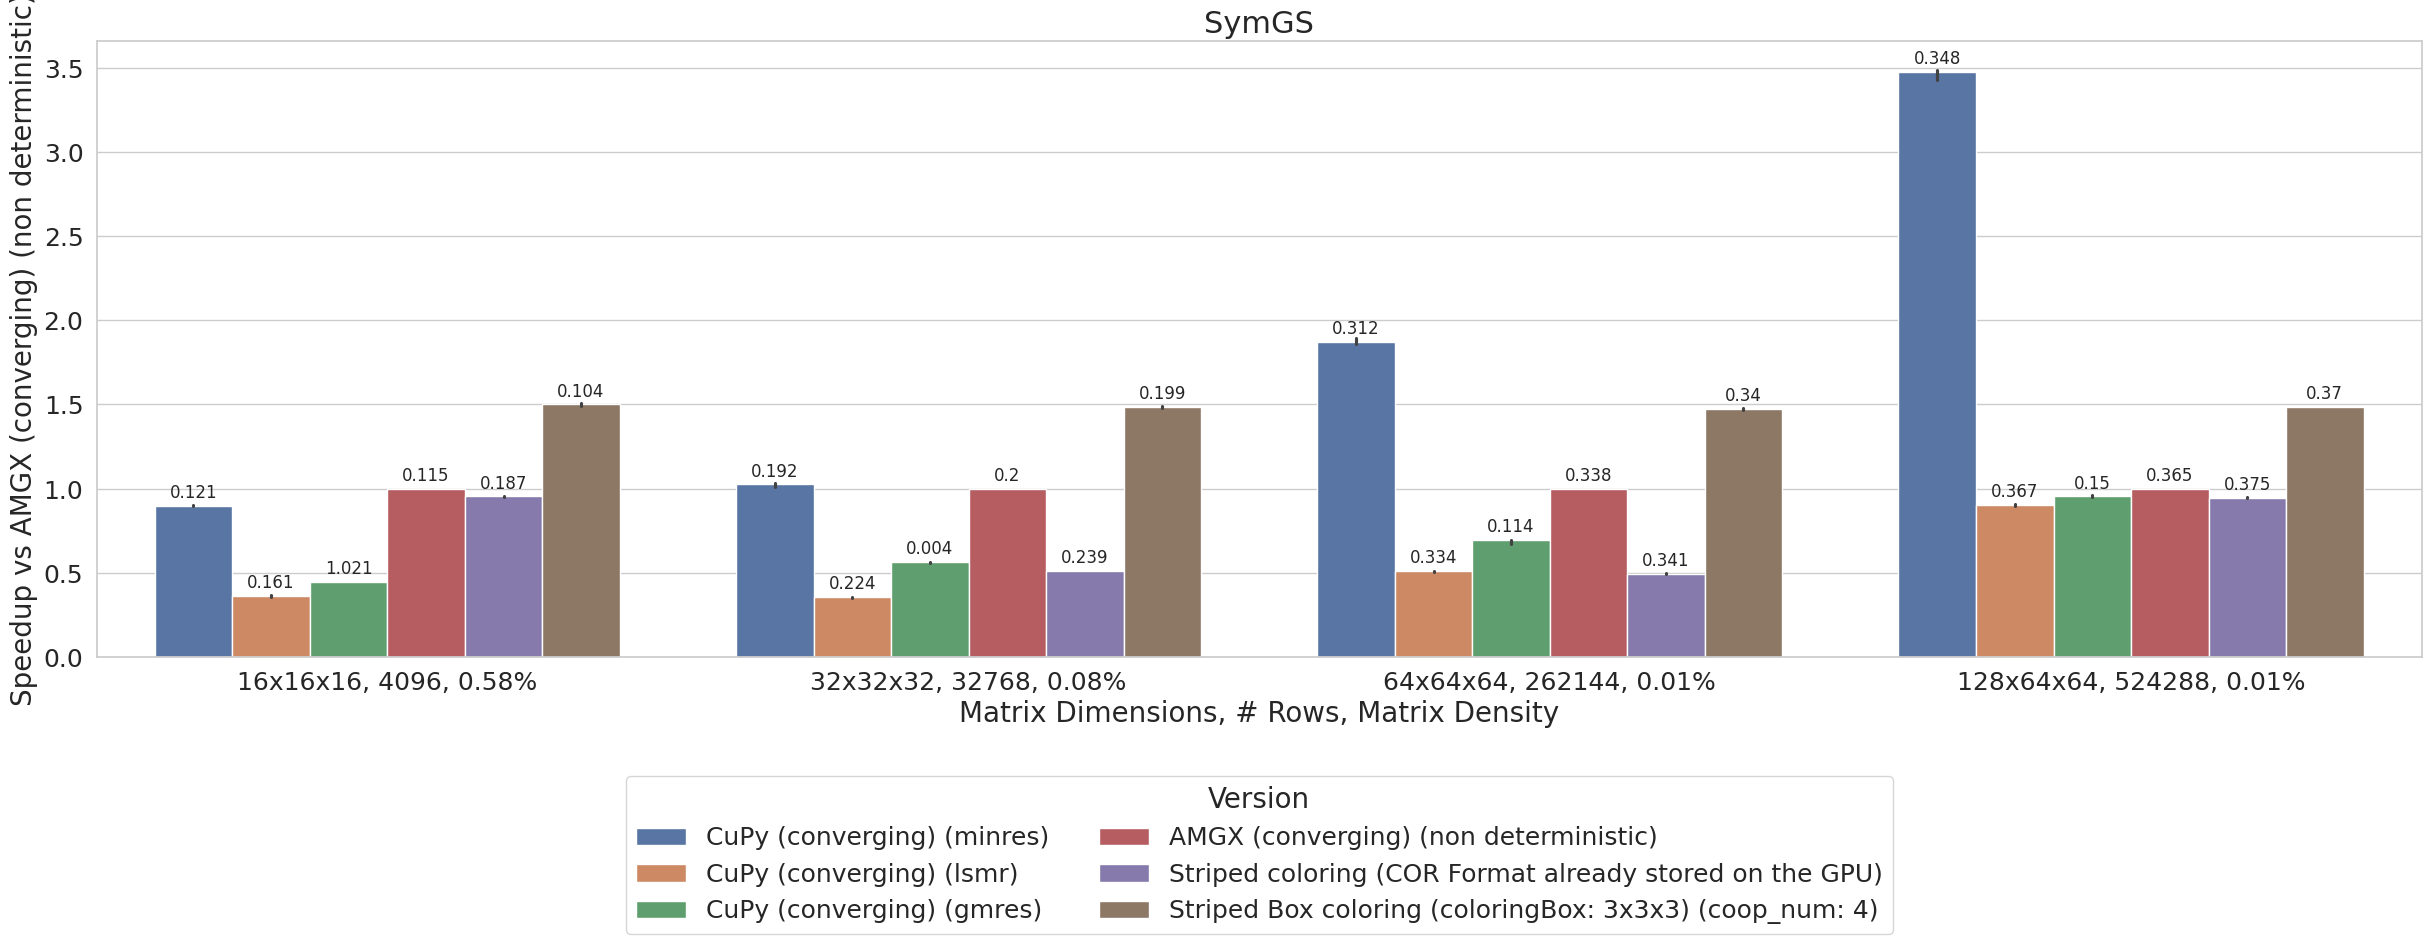 SymGS
Speedup vs AMGX (converging) (non deterministic)
3.5
3.0
2.5
2.0
1.5
1.0
0.5
0.0
0.121
0.161
1.021
0.115
0.187
0.104
0.192
0.224
0.004
0.2
0.239
0.199
0.312
0.334
0.114
0.338
0.341
0.34
0.348
0.367
0.15
0.365
0.375
0.37
16x16x16, 4096, 0.58%
32x32x32, 32768, 0.08%
64x64x64, 262144, 0.01%
128x64x64, 524288, 0.01%
Matrix Dimensions, # Rows, Matrix Density
Version
CuPy (converging) (minres)
CuPy (converging) (lsmr)
CuPy (converging) (gmres)
AMGX (converging) (non deterministic)
Striped coloring (COR Format already stored on the GPU)
Striped Box coloring (coloringBox: 3x3x3) (coop_num: 4)